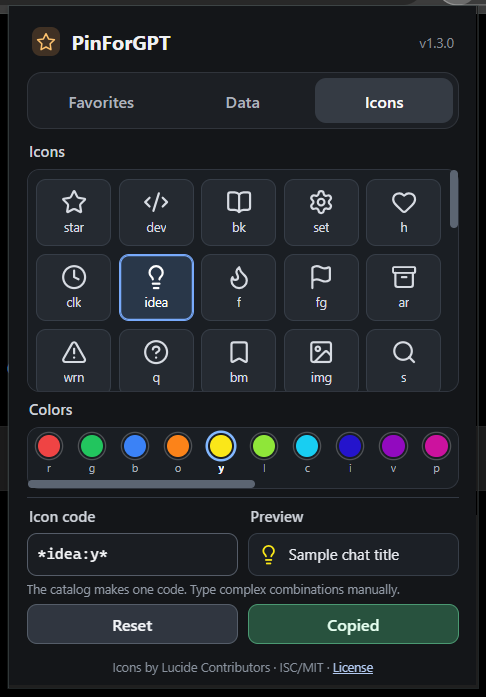 PinForGPT v1.3.0
Favorites Data Icons
Icons
star dev bk set h
clk idea f fg ar
wrn q bm img s
Colors
r g b o y l c i v p
Icon code Preview
*idea:y* Sample chat title
The catalog makes one code. Type complex combinations manually.
Reset Copied
Icons by Lucide Contributors · ISC/MIT · License